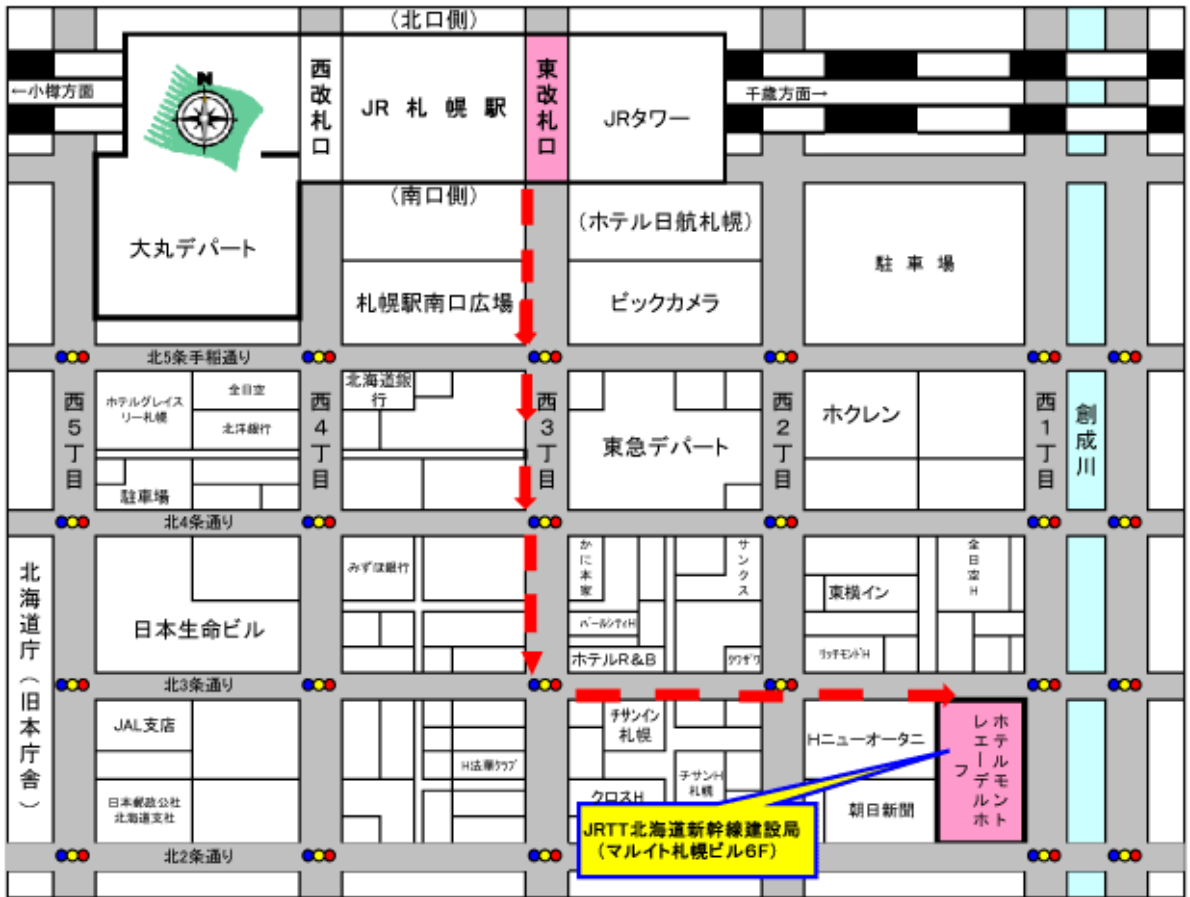 (北口側)
N
西改札口
JR 札幌駅
東改札口
JRタワー
←小樽方面
千歳方面→
大丸デパート
(南口側)
(ホテル日航札幌)
駐車場
札幌駅南口広場
ビックカメラ
北5条手稲通り
西5丁目
ホテルグレイス
リー札幌
全日空
北洋銀行
駐車場
西4丁目
北海道銀
行
西3丁目
東急デパート
西2丁目
ホクレン
西1丁目
創成川
北4条通り
北海道庁(旧本庁舎)
日本生命ビル
みずほ銀行
かに本家
パールシティH
ホテルR&B
サンクス
クワザワ
東横イン
リッチモンドH
全日空H
北3条通り
JAL支店
日本郵政公社
北海道支社
H法華クラブ
チサンイン
札幌
チサンH
札幌
クロスH
Hニューオータニ
朝日新聞
ホテルモント
レエーデルホ
フ
JRTT北海道新幹線建設局
(マルイト札幌ビル6F)
北2条通り